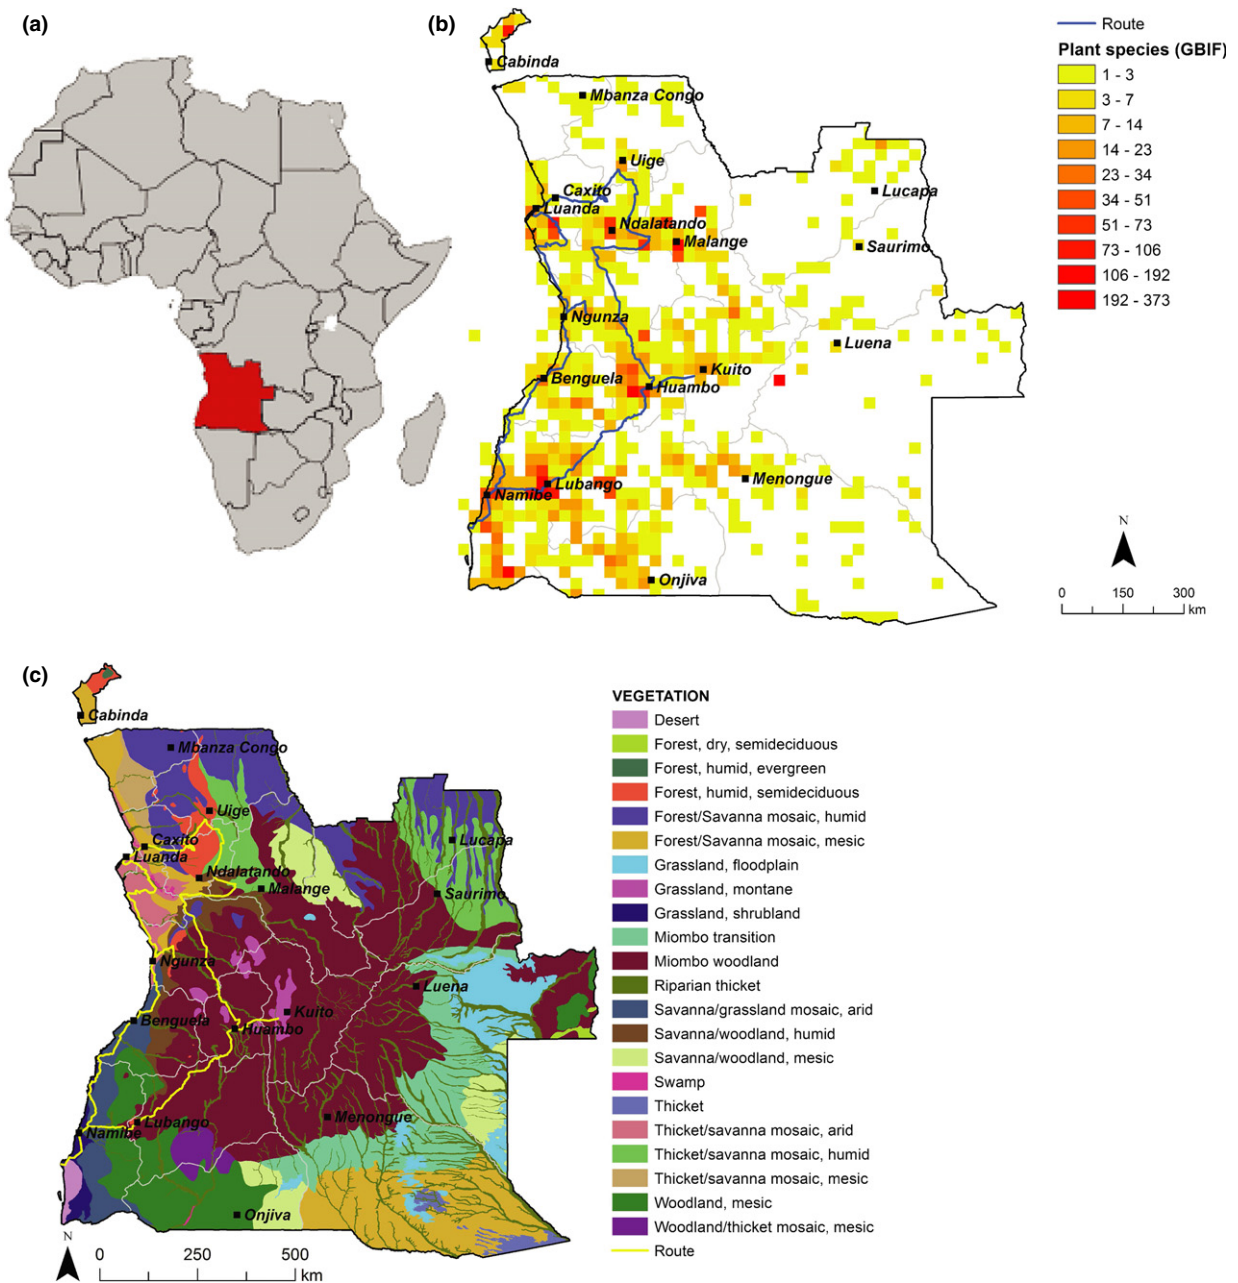 (a)
(b)
Route
Plant species (GBIF)
1 - 3
3 - 7
7 - 14
14 - 23
23 - 34
34 - 51
51 - 73
73 - 106
106 - 192
192 - 373
Cabinda
Mbanza Congo
Uige
Caxito
Lucapa
Luanda
Ndalatando
Malange
Saurimo
Ngunza
Luena
Kuito
Benguela
Huambo
Menongue
Lubango
Namibe
Onjiva
N
0 150 300
km
(c)
Cabinda
Mbanza Congo
Uige
Caxito
Lucapa
Luanda
Ndalatando
Malange
Saurimo
Ngunza
Luena
Kuito
Benguela
Huambo
Menongue
Lubango
Namibe
Onjiva
N
0 250 500
km
VEGETATION
Desert
Forest, dry, semideciduous
Forest, humid, evergreen
Forest, humid, semideciduous
Forest/Savanna mosaic, humid
Forest/Savanna mosaic, mesic
Grassland, floodplain
Grassland, montane
Grassland, shrubland
Miombo transition
Miombo woodland
Riparian thicket
Savanna/grassland mosaic, arid
Savanna/woodland, humid
Savanna/woodland, mesic
Swamp
Thicket
Thicket/savanna mosaic, arid
Thicket/savanna mosaic, humid
Thicket/savanna mosaic, mesic
Woodland, mesic
Woodland/thicket mosaic, mesic
Route